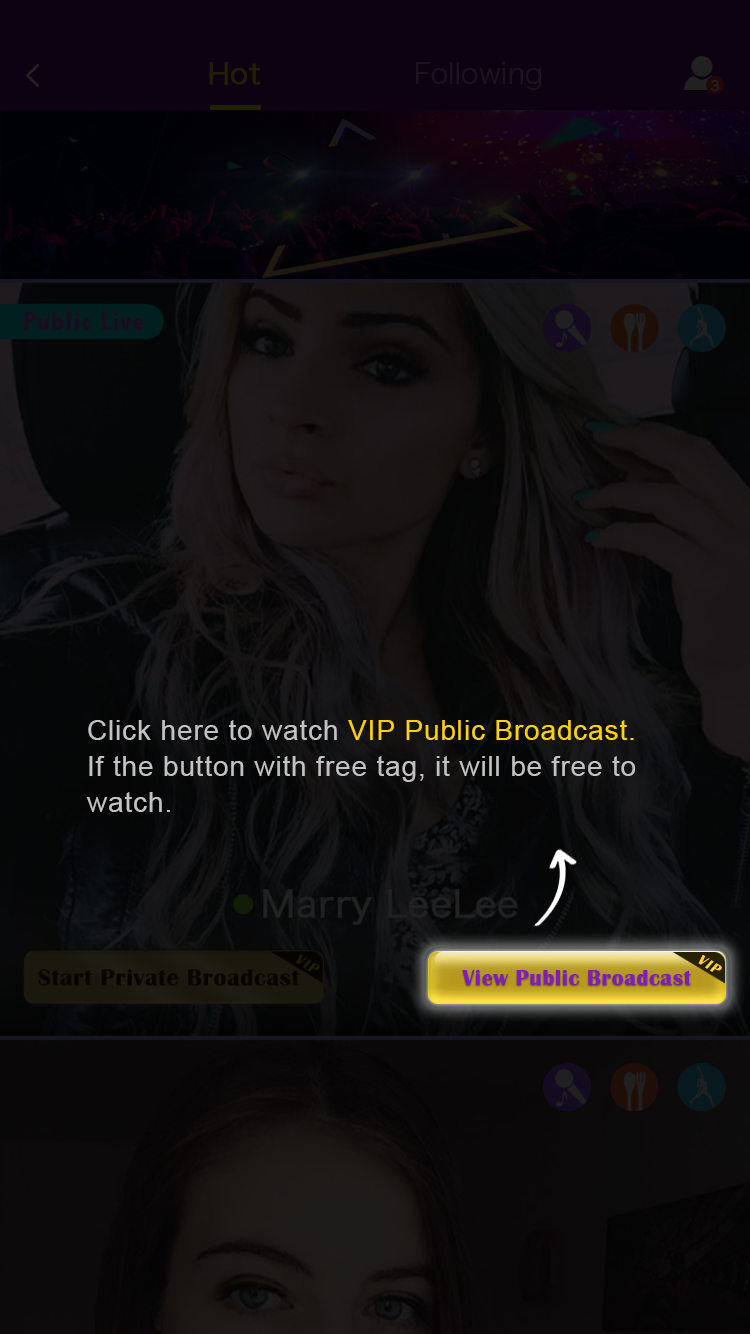 Hot
Following
3
Public Live
Click here to watch VIP Public Broadcast.
If the button with free tag, it will be free to
watch.
Marry LeeLee
Start Private Broadcast
VIP
View Public Broadcast
VIP